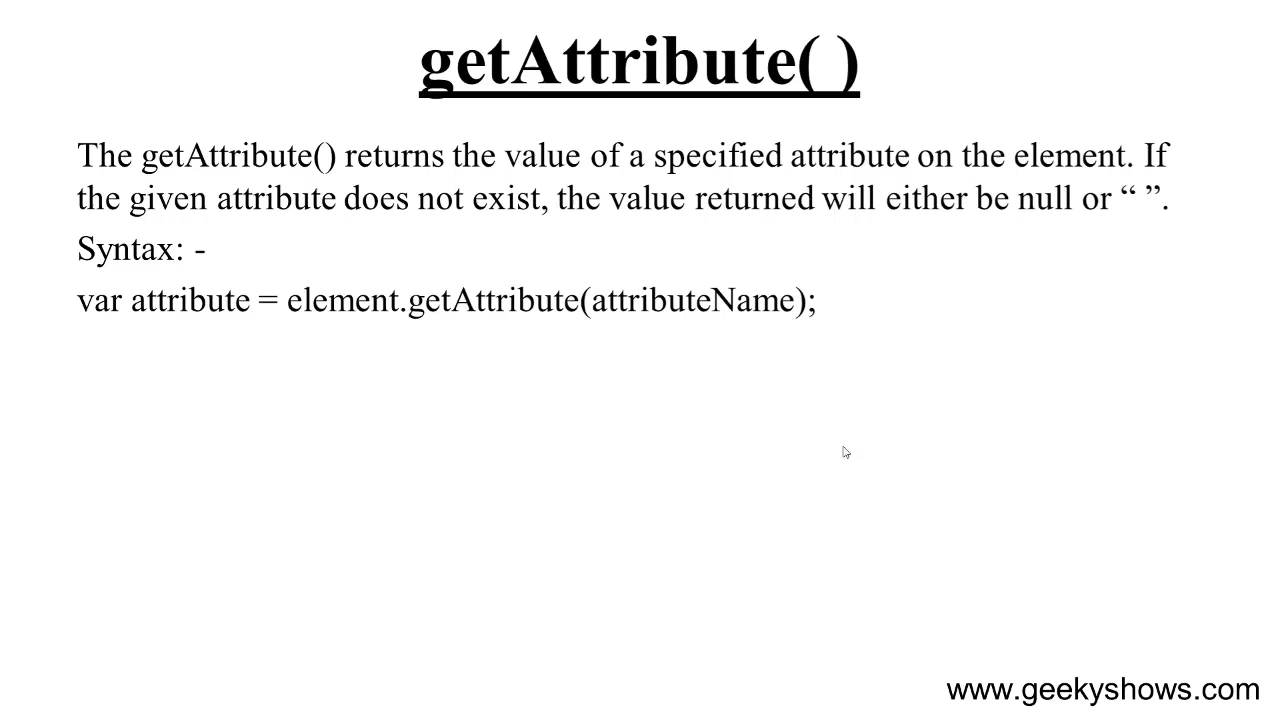 getAttribute( )
The getAttribute() returns the value of a specified attribute on the element. If
the given attribute does not exist, the value returned will either be null or “ ”.
Syntax: -
var attribute = element.getAttribute(attributeName);
www.geekyshows.com